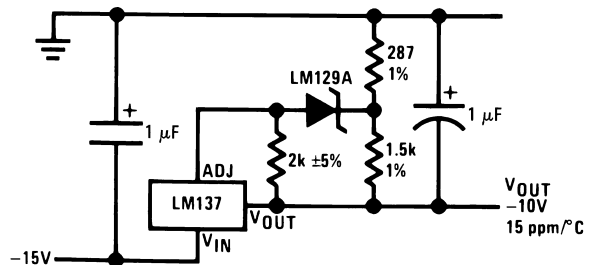 287
1%
LM129A
+
1 μF
+
1 μF
2k ±5%
1.5k
1%
ADJ
LM137
VOUT
VIN
-15V
VOUT
-10V
15 ppm/°C